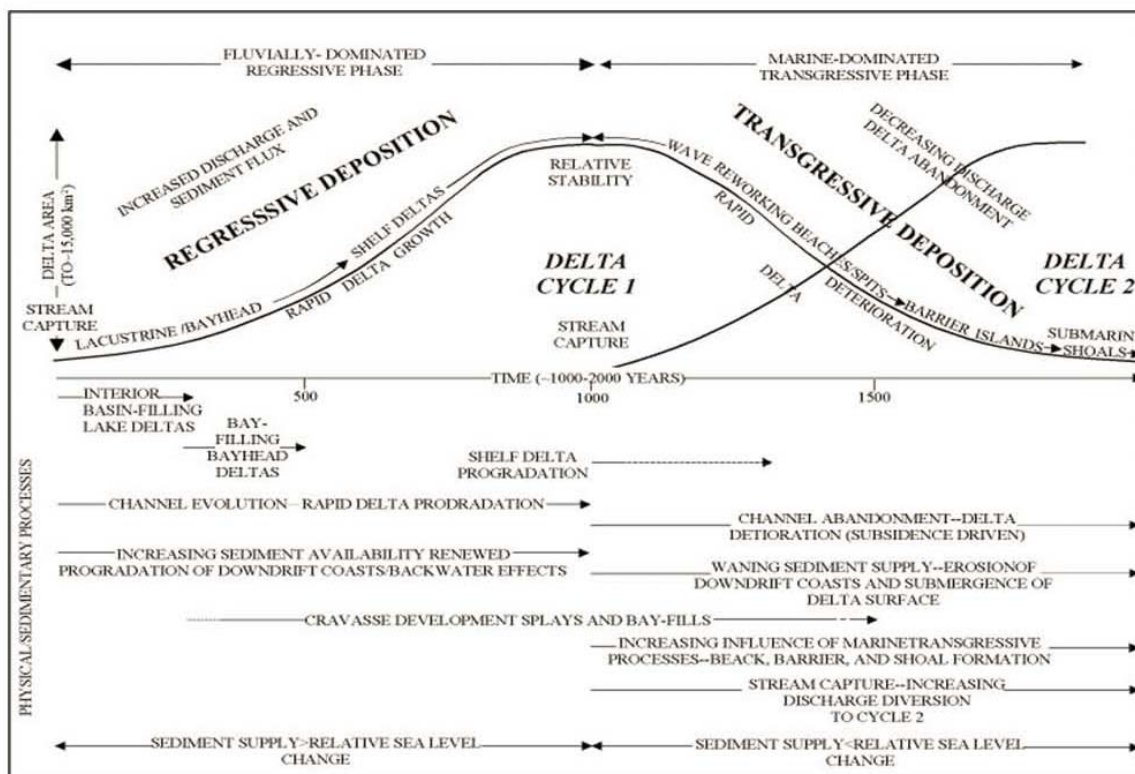 FLUVIALLY- DOMINATED
REGRESSIVE PHASE
MARINE-DOMINATED
TRANSGRESSIVE PHASE
DELTA AREA
(TO~15,000 km²)
STREAM
CAPTURE
INCREASED DISCHARGE AND
SEDIMENT FLUX
REGRESSSIVE DEPOSITION
LACUSTRINE /BAYHEAD
SHELF DELTAS
RAPID DELTA GROWTH
RELATIVE
STABILITY
DELTA
CYCLE 1
STREAM
CAPTURE
WAVE REWORKING BEACHES/SPITS
RAPID
DELTA
DETERIORATION
TRANSGRESSIVE DEPOSITION
DECREASING DISCHARGE
DELTA ABANDONMENT
BARRIER ISLANDS
DELTA
CYCLE 2
SUBMARIN
SHOALS
TIME (~1000-2000 YEARS)
500
1000
1500
PHYSICAL/SEDIMENTARY PROCESSES
INTERIOR
BASIN-FILLING
LAKE DELTAS
BAY-
FILLING
BAYHEAD
DELTAS
SHELF DELTA
PROGRADATION
CHANNEL EVOLUTION--RAPID DELTA PRODRADATION
CHANNEL ABANDONMENT--DELTA
DETIORATION (SUBSIDENCE DRIVEN)
INCREASING SEDIMENT AVAILABILITY RENEWED
PROGRADATION OF DOWNDRIFT COASTS/BACKWATER EFFECTS
WANING SEDIMENT SUPPLY--EROSIONOF
DOWNDRIFT COASTS AND SUBMERGENCE OF
DELTA SURFACE
CRAVASSE DEVELOPMENT SPLAYS AND BAY-FILLS
INCREASING INFLUENCE OF MARINETRANSGRESSIVE
PROCESSES--BEACK, BARRIER, AND SHOAL FORMATION
STREAM CAPTURE--INCREASING
DISCHARGE DIVERSION
TO CYCLE 2
SEDIMENT SUPPLY>RELATIVE SEA LEVEL
CHANGE
SEDIMENT SUPPLY<RELATIVE SEA LEVEL
CHANGE